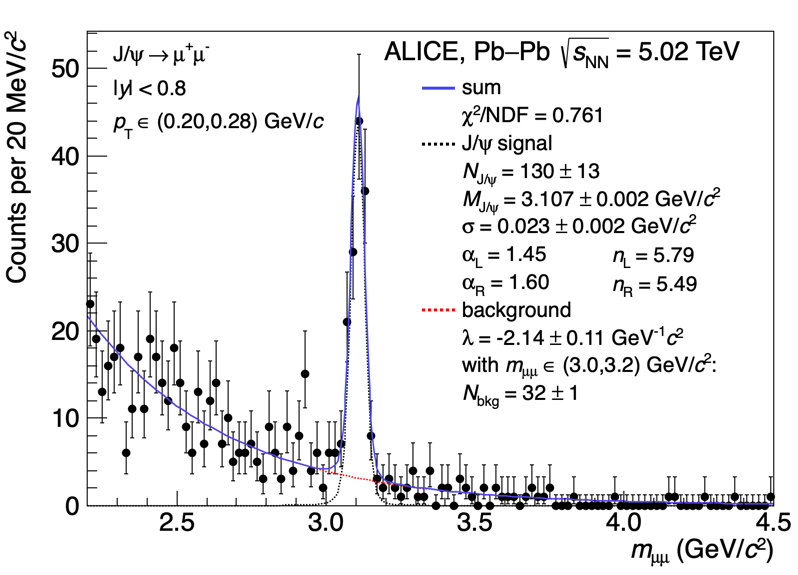 Counts per 20 MeV/c²
50
40
30
20
10
0
J/ψ → μ⁺μ⁻
|y| < 0.8
p_T ∈ (0.20,0.28) GeV/c
ALICE, Pb–Pb √s_NN = 5.02 TeV
sum
χ²/NDF = 0.761
J/ψ signal
N_J/ψ = 130 ± 13
M_J/ψ = 3.107 ± 0.002 GeV/c²
σ = 0.023 ± 0.002 GeV/c²
α_L = 1.45 n_L = 5.79
α_R = 1.60 n_R = 5.49
background
λ = -2.14 ± 0.11 GeV⁻¹c²
with m_μμ ∈ (3.0,3.2) GeV/c²:
N_bkg = 32 ± 1
2.5 3.0 3.5 4.0 4.5
m_μμ (GeV/c²)